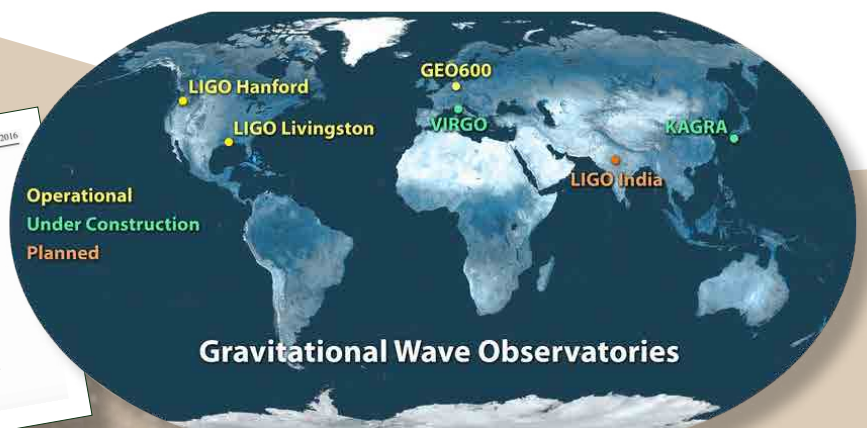 2016
GEO600
LIGO Hanford
VIRGO
KAGRA
LIGO Livingston
LIGO India
Operational
Under Construction
Planned
Gravitational Wave Observatories